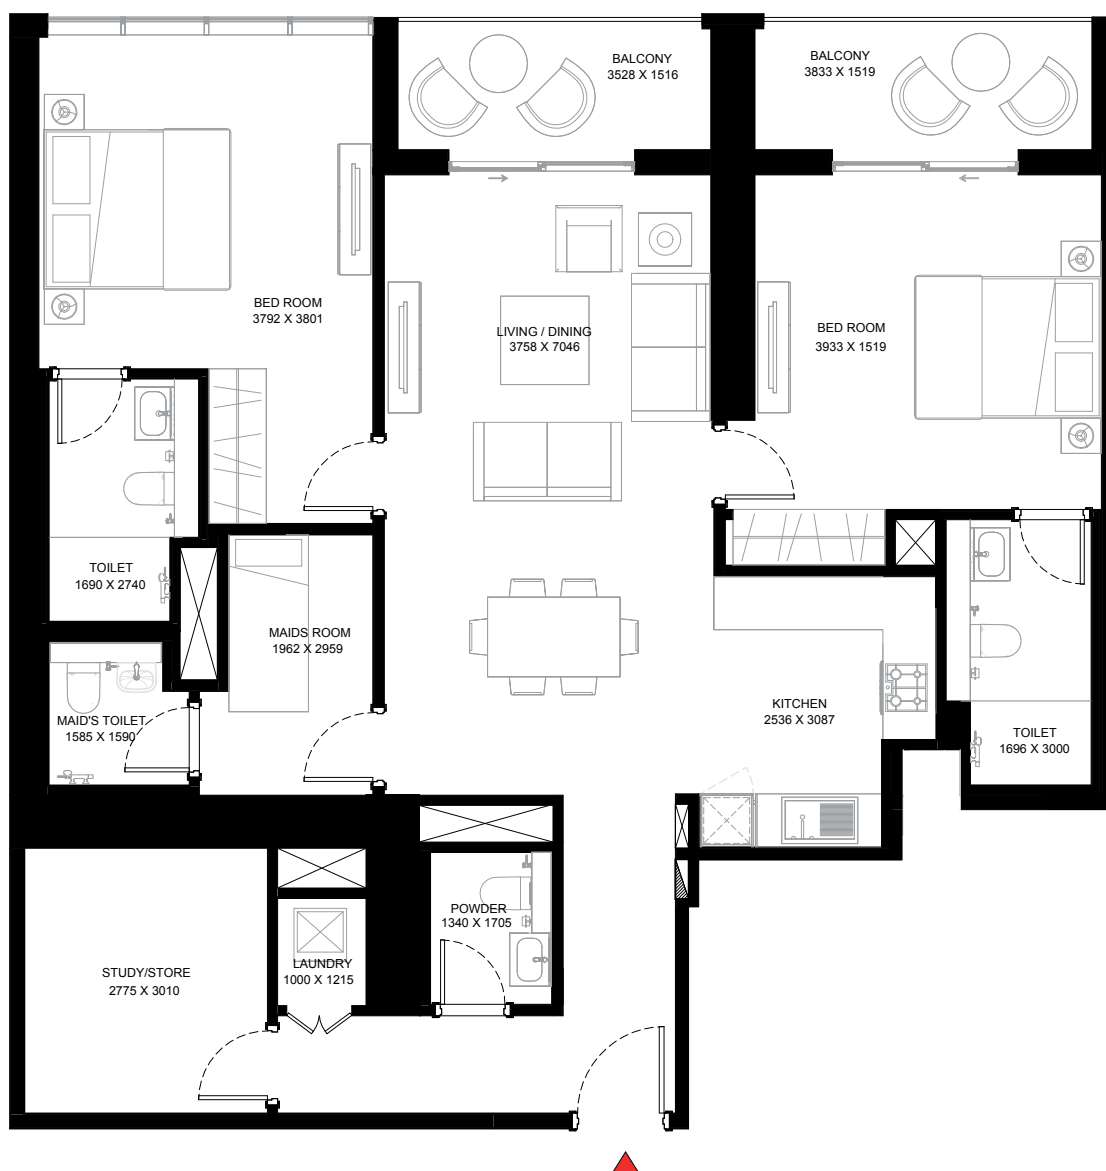 BALCONY
3528 X 1516
BALCONY
3833 X 1519
BED ROOM
3792 X 3801
LIVING / DINING
3758 X 7046
BED ROOM
3933 X 1519
TOILET
1690 X 2740
MAIDS ROOM
1962 X 2959
MAID'S TOILET
1585 X 1590
KITCHEN
2536 X 3087
TOILET
1696 X 3000
POWDER
1340 X 1705
STUDY/STORE
2775 X 3010
LAUNDRY
1000 X 1215